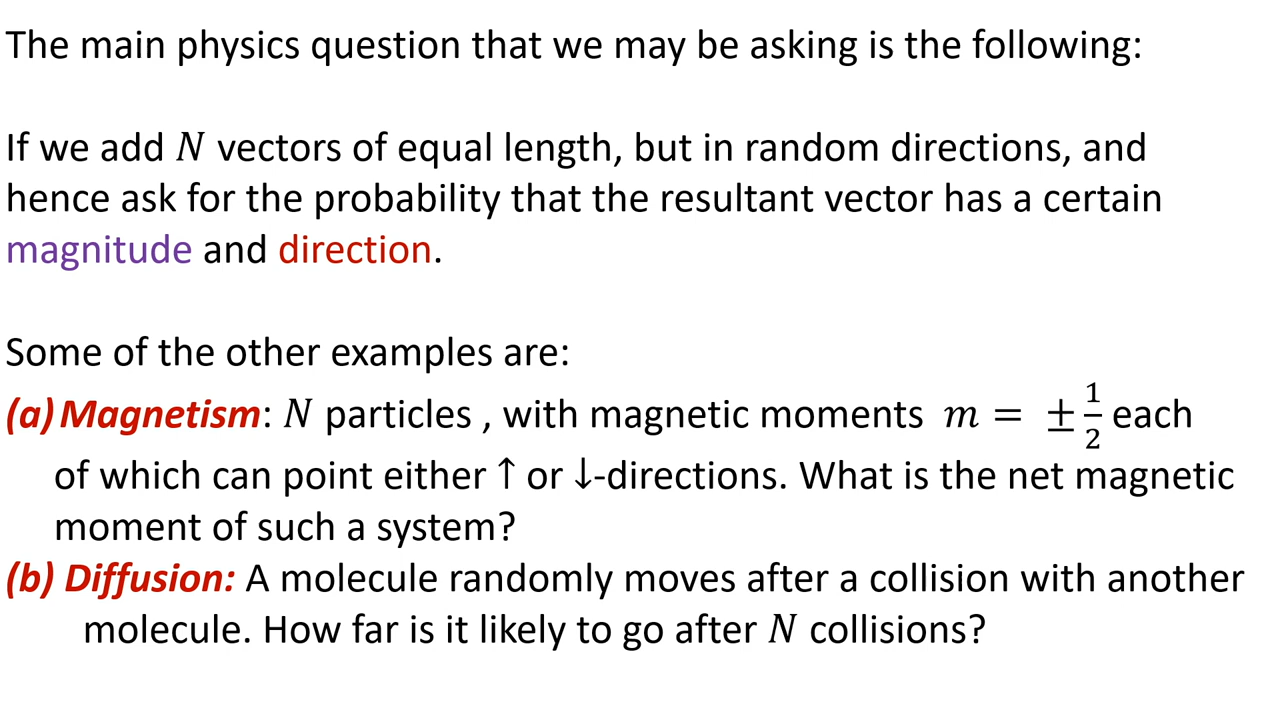 The main physics question that we may be asking is the following:
If we add N vectors of equal length, but in random directions, and
hence ask for the probability that the resultant vector has a certain
magnitude and direction.
Some of the other examples are:
(a) Magnetism: N particles , with magnetic moments m = ± 1/2 each
of which can point either ↑ or ↓-directions. What is the net magnetic
moment of such a system?
(b) Diffusion: A molecule randomly moves after a collision with another
molecule. How far is it likely to go after N collisions?